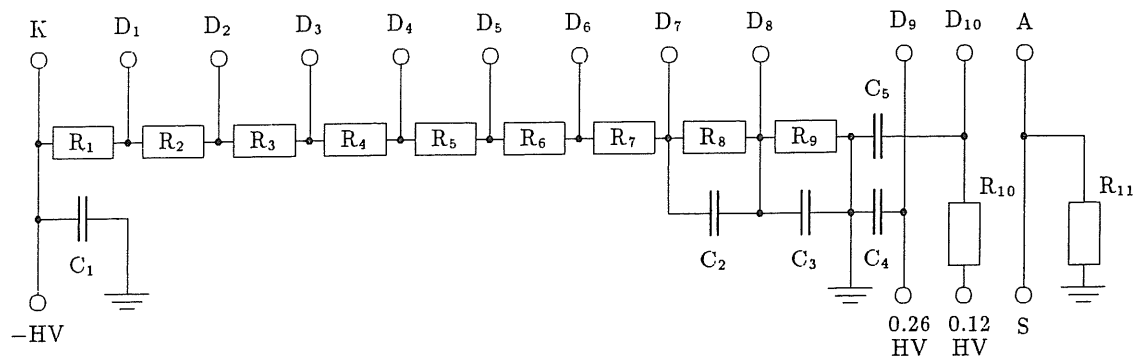 K D₁ D₂ D₃ D₄ D₅ D₆ D₇ D₈ D₉ D₁₀ A
C₅
R₁ R₂ R₃ R₄ R₅ R₆ R₇ R₈ R₉
R₁₀ R₁₁
C₁ C₂ C₃ C₄
−HV 0.26 0.12 S
HV HV